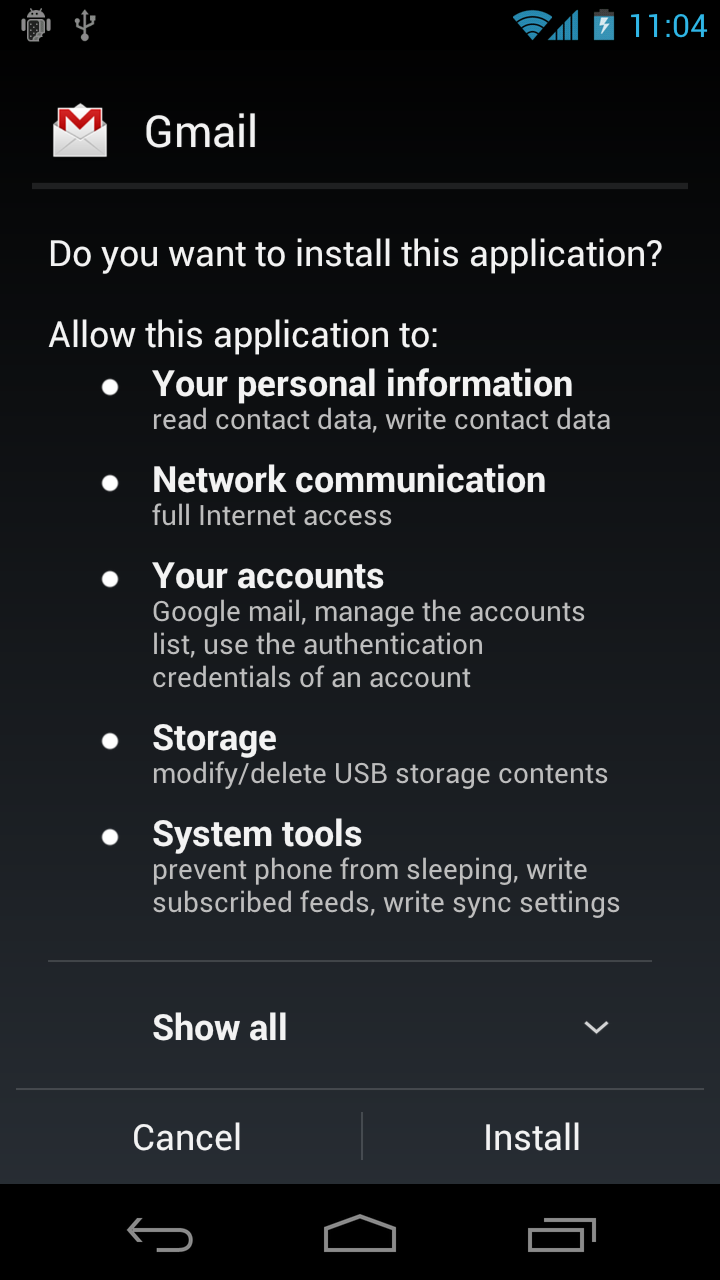 11:04
Gmail
Do you want to install this application?
Allow this application to:
Your personal information
read contact data, write contact data
Network communication
full Internet access
Your accounts
Google mail, manage the accounts
list, use the authentication
credentials of an account
Storage
modify/delete USB storage contents
System tools
prevent phone from sleeping, write
subscribed feeds, write sync settings
Show all
Cancel
Install